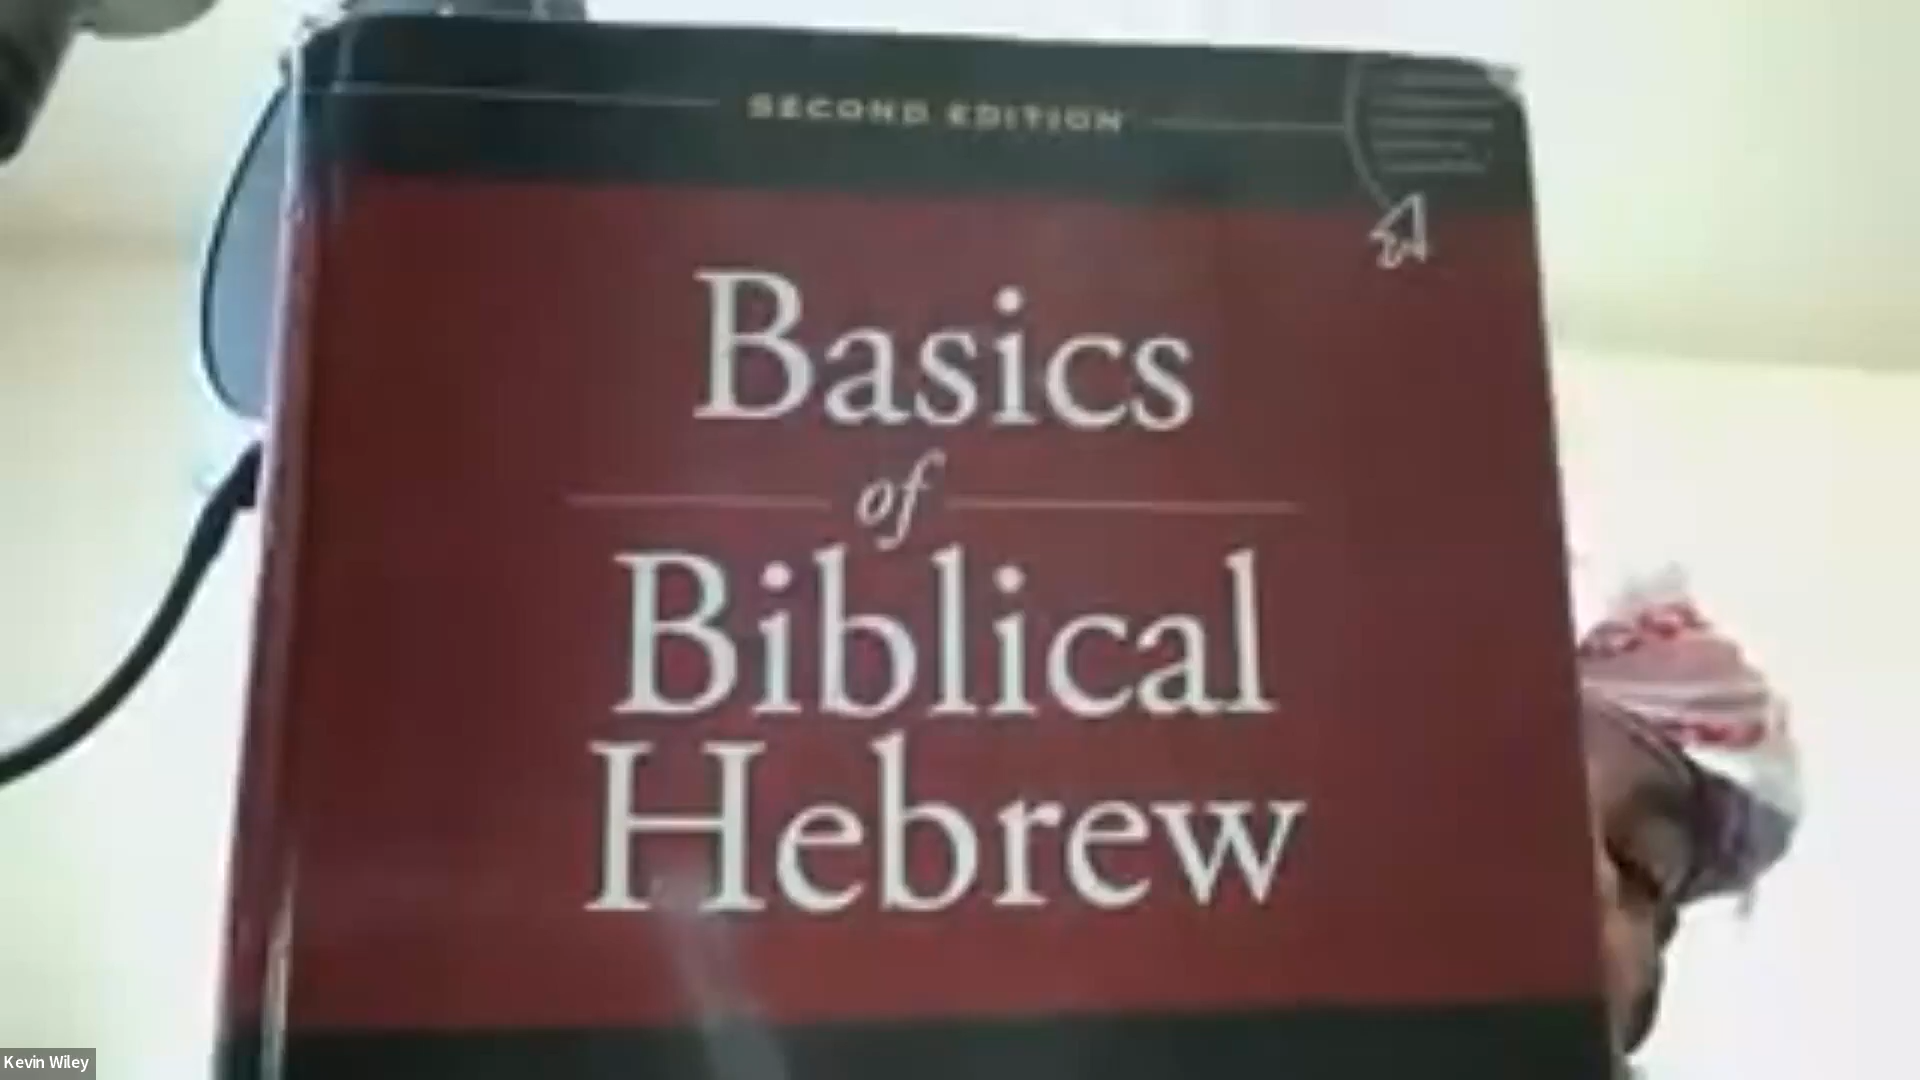 SECOND EDITION
Basics
of
Biblical
Hebrew
Kevin Wiley